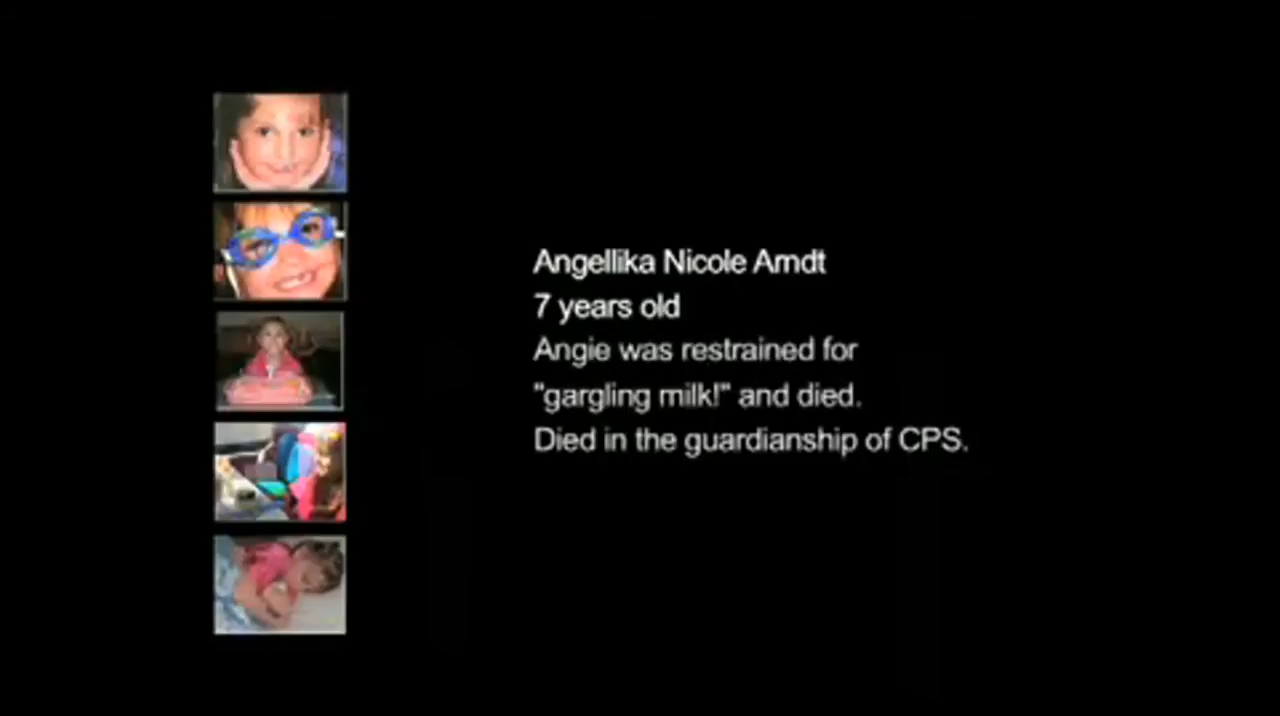 Angellika Nicole Arndt
7 years old
Angie was restrained for
"gargling milk!" and died.
Died in the guardianship of CPS.